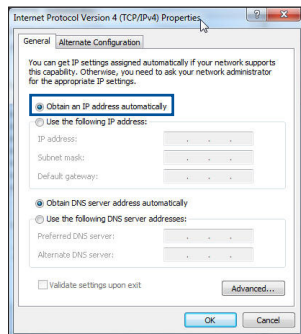 Internet Protocol Version 4 (TCP/IPv4) Properties
General
Alternate Configuration
You can get IP settings assigned automatically if your network supports
this capability. Otherwise, you need to ask your network administrator
for the appropriate IP settings.
Obtain an IP address automatically
Use the following IP address:
IP address:
Subnet mask:
Default gateway:
Obtain DNS server address automatically
Use the following DNS server addresses:
Preferred DNS server:
Alternate DNS server:
Validate settings upon exit
Advanced...
OK
Cancel